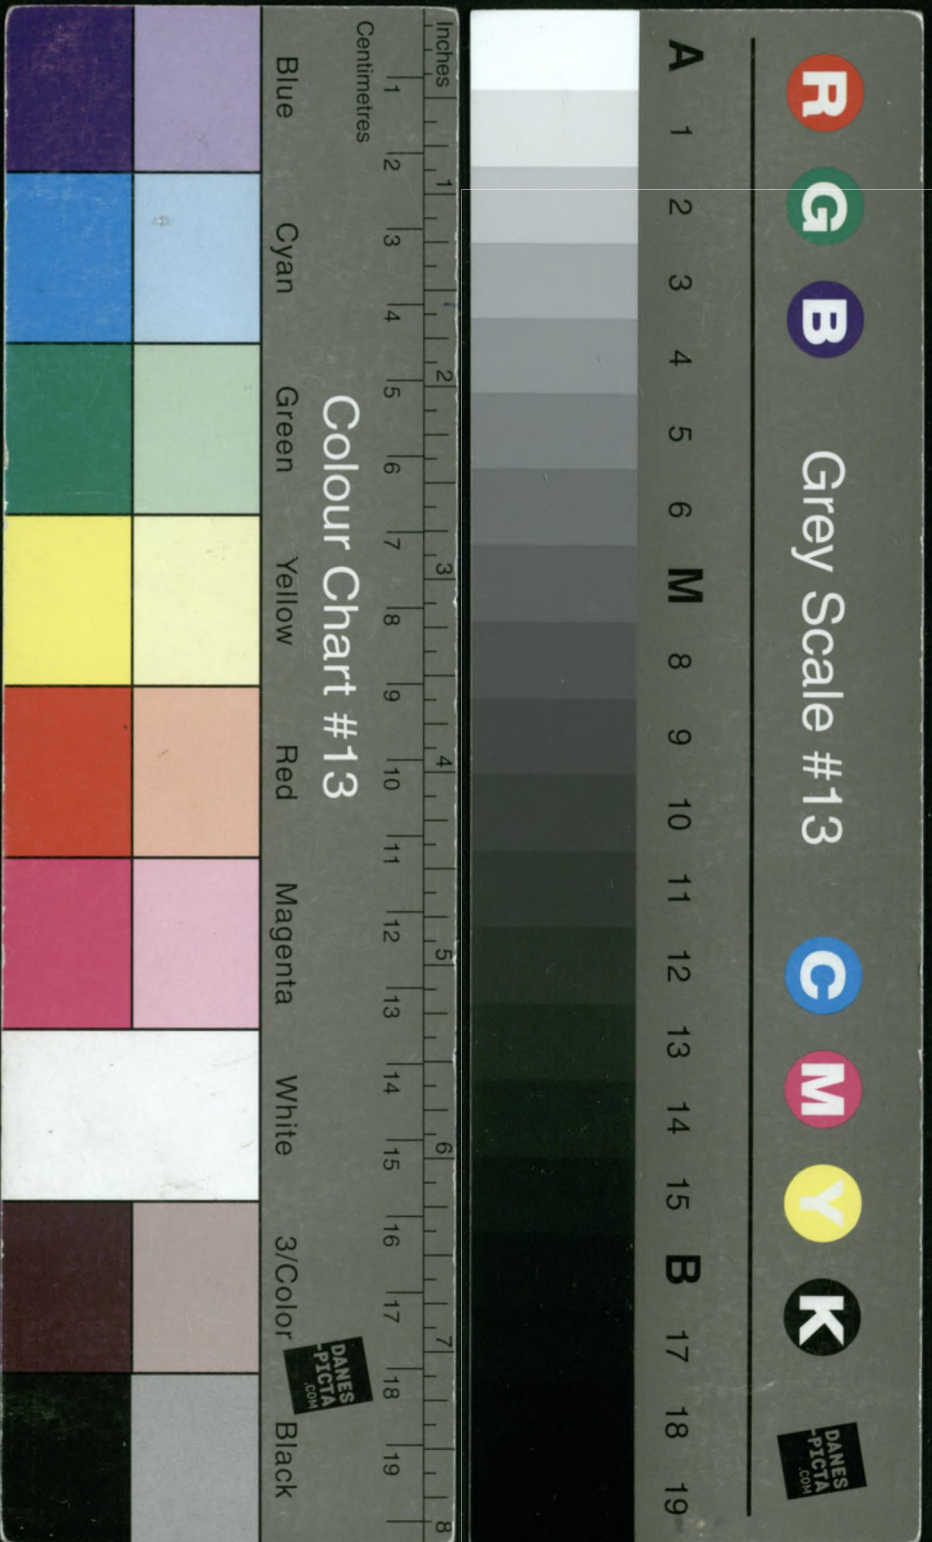 Inches
1
2
3
4
5
6
7
8
Centimetres
1
2
3
4
5
6
7
8
9
10
11
12
13
14
15
16
17
18
19
Colour Chart #13
Blue
Cyan
Green
Yellow
Red
Magenta
White
3/Color
Black
DANES
-PICTA
.COM
R
G
B
Grey Scale #13
C
M
Y
K
DANES
-PICTA
.COM
A
1
2
3
4
5
6
M
8
9
10
11
12
13
14
15
B
17
18
19